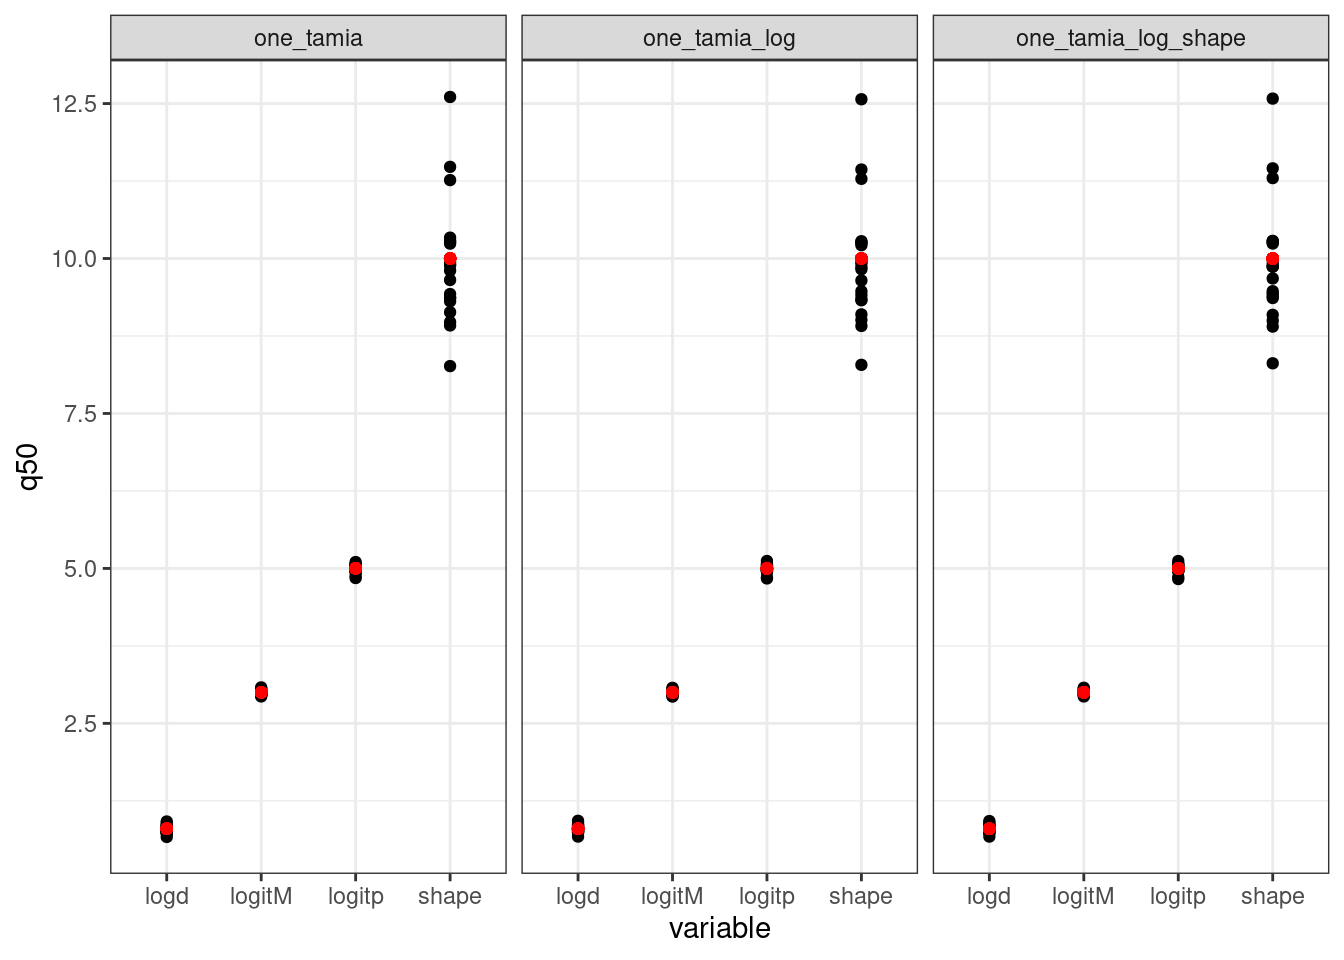 one_tamia one_tamia_log one_tamia_log_shape
12.5
10.0
7.5
5.0
2.5
q50
logd logitM logitp shape logd logitM logitp shape logd logitM logitp shape
variable